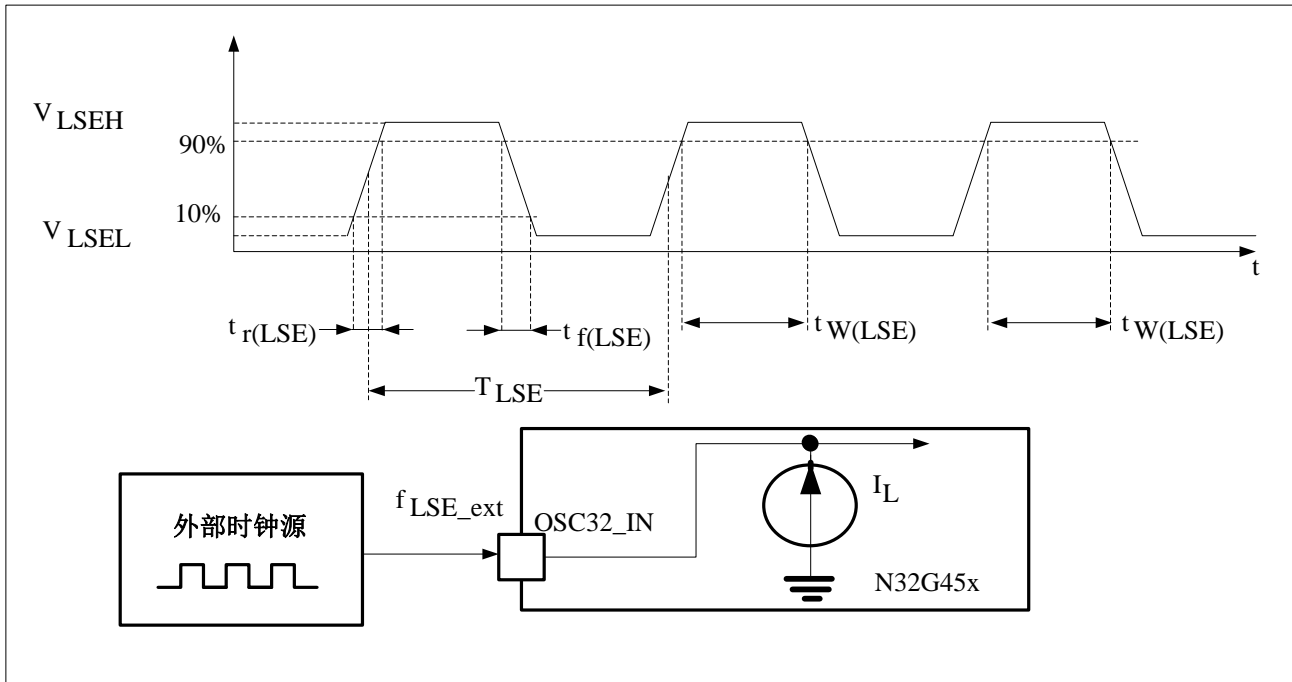 V LSEH
90%
10%
V LSEL
t
t r(LSE)
t f(LSE)
t W(LSE)
t W(LSE)
T LSE
f LSE_ext
OSC32_IN
I L
外部时钟源
N32G45x